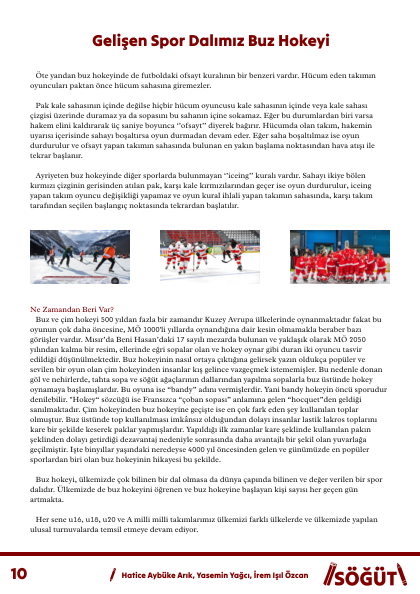 Gelişen Spor Dalımız Buz Hokeyi
Öte yandan buz hokeyinde de futboldaki ofsayt kuralının bir benzeri vardır. Hücum eden takımın
oyuncuları paktan önce hücum sahasına giremezler.
Pak kale sahasının içinde değilse hiçbir hücum oyuncusu kale sahasının içinde veya kale sahası
çizgisi üzerinde duramaz ya da sopasını bu sahanın içine sokamaz. Eğer bu durumlardan biri varsa
hakem elini kaldırarak üç saniye boyunca ‘’ofsayt’’ diyerek bağırır. Hücumda olan takım, hakemin
uyarısı içerisinde sahayı boşaltırsa oyun durmadan devam eder. Eğer saha boşaltılmaz ise oyun
durdurulur ve ofsayt yapan takımın sahasında bulunan en yakın başlama noktasından hava atışı ile
tekrar başlanır.
Ayrıyeten buz hokeyinde diğer sporlarda bulunmayan ‘’iceing’’ kuralı vardır. Sahayı ikiye bölen
kırmızı çizginin gerisinden atılan pak, karşı kale kırmızılarından geçer ise oyun durdurulur, iceing
yapan takım oyuncu değişikliği yapamaz ve oyun kural ihlali yapan takımın sahasında, karşı takım
tarafından seçilen başlangıç noktasında tekrardan başlatılır.
Ne Zamandan Beri Var?
Buz ve çim hokeyi 500 yıldan fazla bir zamandır Kuzey Avrupa ülkelerinde oynanmaktadır fakat bu
oyunun çok daha öncesine, MÖ 1000’li yıllarda oynandığına dair kesin olmamakla beraber bazı
görüşler vardır. Mısır’da Beni Hasan’daki 17 sayılı mezarda bulunan ve yaklaşık olarak MÖ 2050
yılından kalma bir resim, ellerinde eğri sopalar olan ve hokey oynar gibi duran iki oyuncu tasvir
edildiği düşünülmektedir. Buz hokeyinin nasıl ortaya çıktığına gelirsek yazın oldukça popüler ve
sevilen bir oyun olan çim hokeyinden insanlar kış gelince vazgeçmek istememişler. Bu nedenle donan
göl ve nehirlerde, tahta sopa ve söğüt ağaçlarının dallarından yapılma sopalarla buz üstünde hokey
oynamaya başlamışlardır. Bu oyuna ise “bandy” adını vermişlerdir. Yani bandy hokeyin öncü sporudur
denilebilir. "Hokey“ sözcüğü ise Fransızca “çoban sopası” anlamına gelen “hocquet”den geldiği
sanılmaktadır. Çim hokeyinden buz hokeyine geçişte ise en çok fark eden şey kullanılan toplar
olmuştur. Buz üstünde top kullanılması imkânsız olduğundan dolayı insanlar lastik lakros toplarını
kare bir şekilde keserek paklar yapmışlardır. Yapıldığı ilk zamanlar kare şeklinde kullanılan pakın
şeklinden dolayı getirdiği dezavantaj nedeniyle sonrasında daha avantajlı bir şekil olan yuvarlağa
geçilmiştir. İşte binyıllar yaşındaki neredeyse 4000 yıl öncesinden gelen ve günümüzde en popüler
sporlardan biri olan buz hokeyinin hikayesi bu şekilde.
Buz hokeyi, ülkemizde çok bilinen bir dal olmasa da dünya çapında bilinen ve değer verilen bir spor
dalıdır. Ülkemizde de buz hokeyini öğrenen ve buz hokeyine başlayan kişi sayısı her geçen gün
artmakta.
Her sene u16, u18, u20 ve A milli milli takımlarımız ülkemizi farklı ülkelerde ve ülkemizde yapılan
ulusal turnuvalarda temsil etmeye devam ediyor.
10
Hatice Aybüke Arık, Yasemin Yağcı, İrem Işıl Özcan
SÖĞÜT